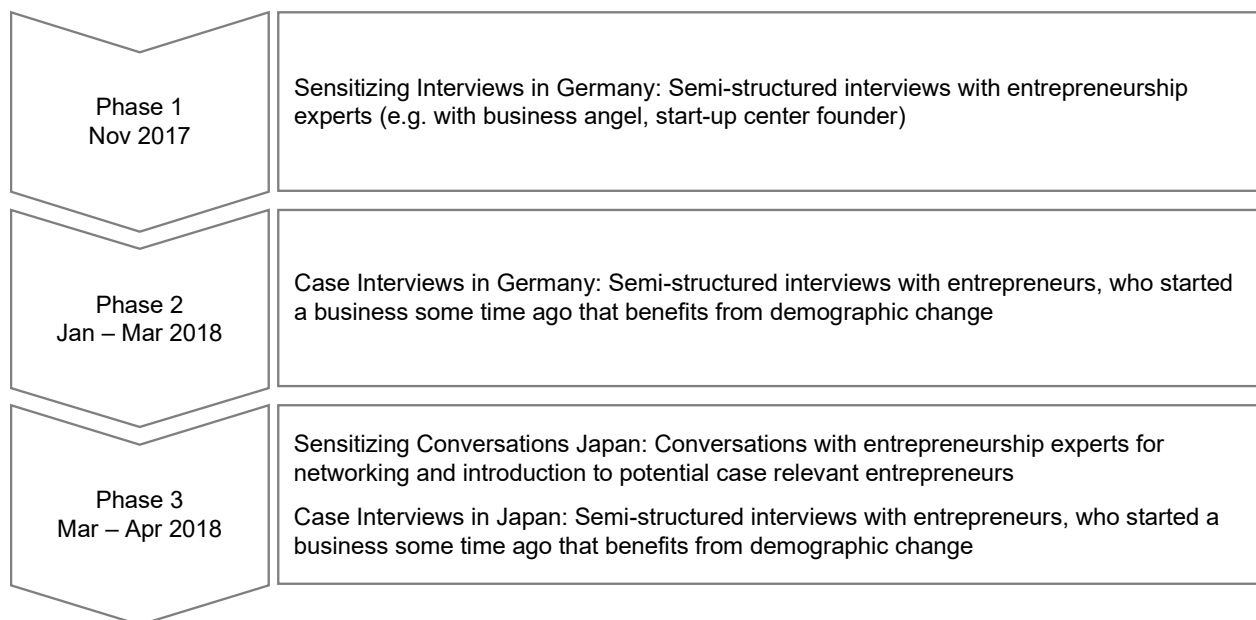 Phase 1
Nov 2017
Sensitizing Interviews in Germany: Semi-structured interviews with entrepreneurship
experts (e.g. with business angel, start-up center founder)
Phase 2
Jan – Mar 2018
Case Interviews in Germany: Semi-structured interviews with entrepreneurs, who started
a business some time ago that benefits from demographic change
Phase 3
Mar – Apr 2018
Sensitizing Conversations Japan: Conversations with entrepreneurship experts for
networking and introduction to potential case relevant entrepreneurs
Case Interviews in Japan: Semi-structured interviews with entrepreneurs, who started a
business some time ago that benefits from demographic change